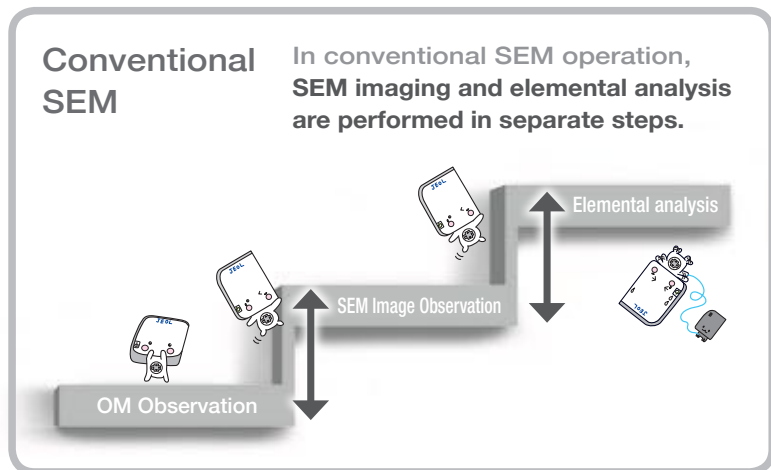 Conventional
SEM
In conventional SEM operation,
SEM imaging and elemental analysis
are performed in separate steps.
JEOL
Elemental analysis
JEOL
SEM Image Observation
JEOL
JEOL
OM Observation